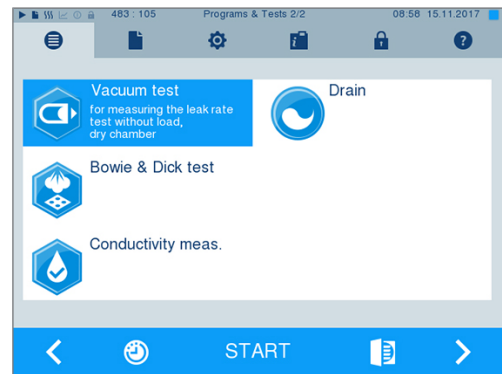 483 : 105 Programs & Tests 2/2 08:58 15.11.2017
Vacuum test
for measuring the leak rate
test without load,
dry chamber
Drain
Bowie & Dick test
Conductivity meas.
START